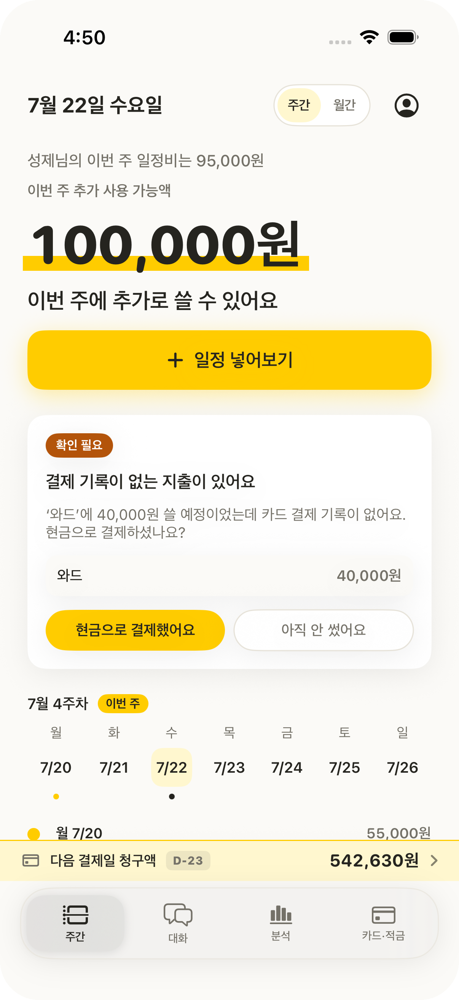 4:50
7월 22일 수요일
주간
월간
성제님의 이번 주 일정비는 95,000원
이번 주 추가 사용 가능액
100,000원
이번 주에 추가로 쓸 수 있어요
+ 일정 넣어보기
확인 필요
결제 기록이 없는 지출이 있어요
‘와드’에 40,000원 쓸 예정이었는데 카드 결제 기록이 없어요.
현금으로 결제하셨나요?
와드 40,000원
현금으로 결제했어요
아직 안 썼어요
7월 4주차 이번 주
월 화 수 목 금 토 일
7/20 7/21 7/22 7/23 7/24 7/25 7/26
월 7/20 55,000원
다음 결제일 청구액 D-23 542,630원
주간
대화
분석
카드·적금